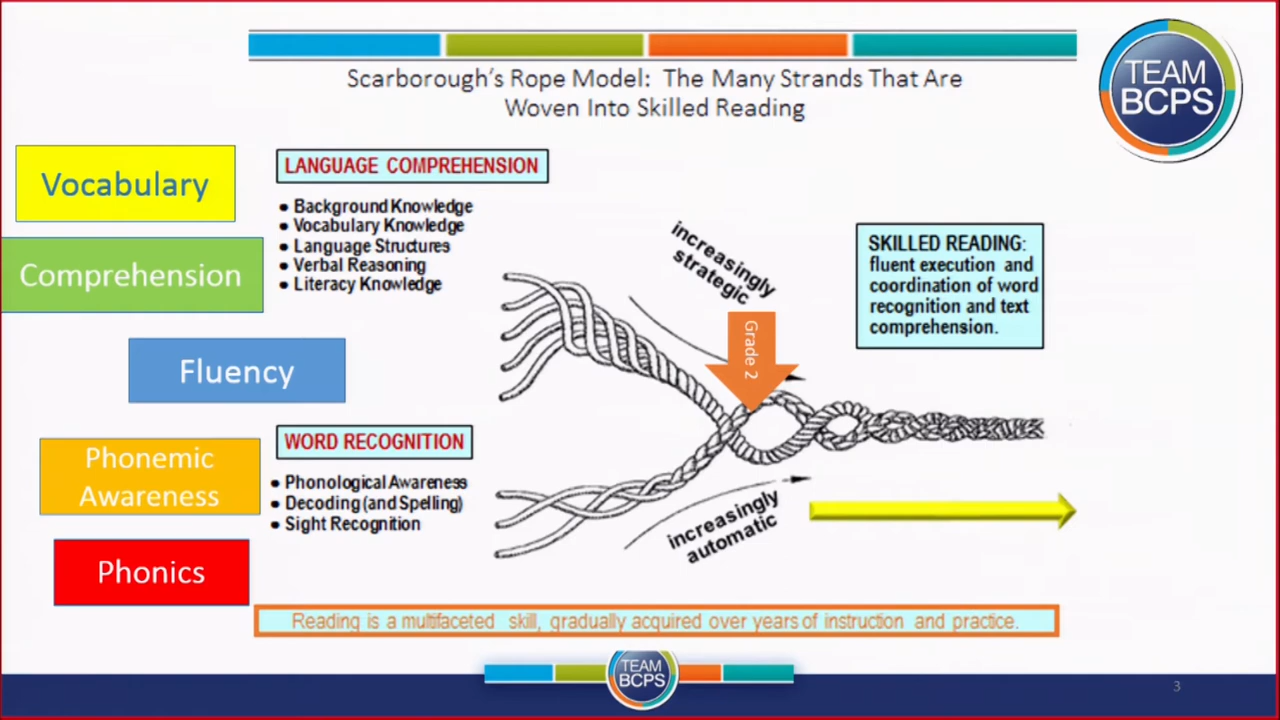 Scarborough's Rope Model: The Many Strands That Are
Woven Into Skilled Reading
TEAM
BCPS
Vocabulary
Comprehension
Fluency
Phonemic
Awareness
Phonics
LANGUAGE COMPREHENSION
• Background Knowledge
• Vocabulary Knowledge
• Language Structures
• Verbal Reasoning
• Literacy Knowledge
WORD RECOGNITION
• Phonological Awareness
• Decoding (and Spelling)
• Sight Recognition
increasingly
strategic
Grade 2
increasingly
automatic
SKILLED READING:
fluent execution and
coordination of word
recognition and text
comprehension.
Reading is a multifaceted skill, gradually acquired over years of instruction and practice.
TEAM
BCPS
3